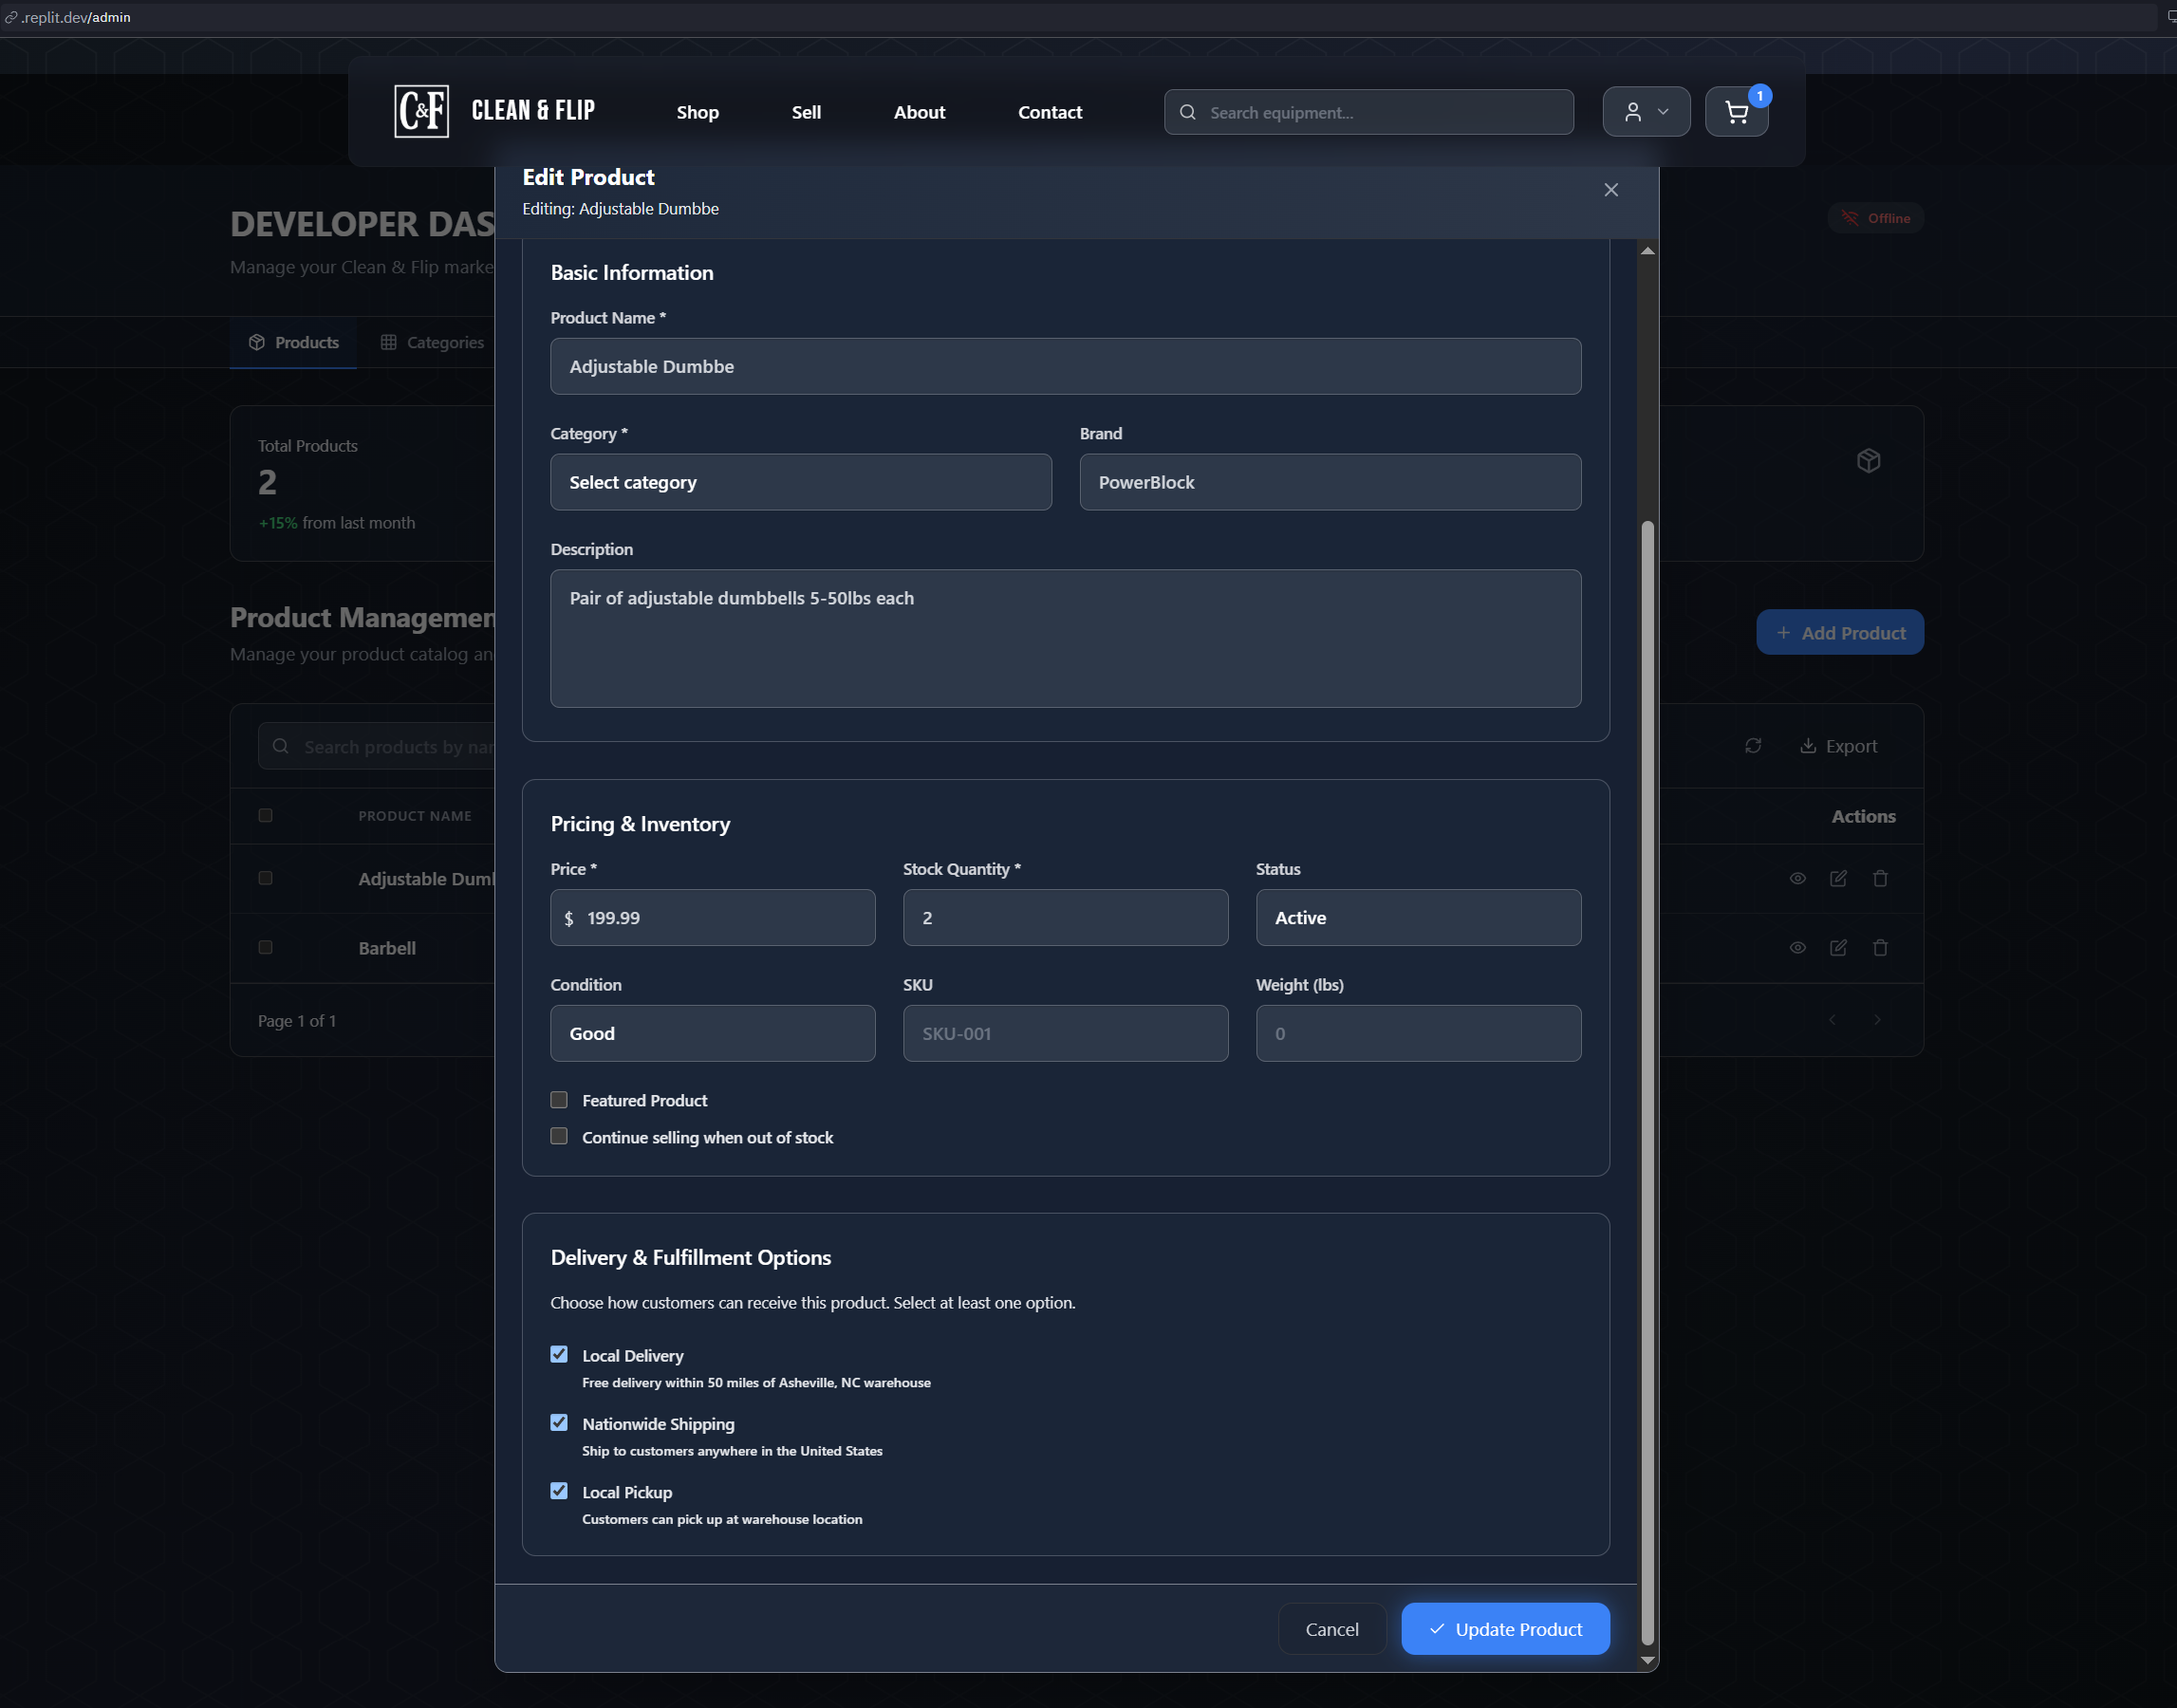 .replit.dev/admin
C&F
CLEAN & FLIP
Shop
Sell
About
Contact
Search equipment...
1
Edit Product
Editing: Adjustable Dumbbe
DEVELOPER DAS
Offline
Manage your Clean & Flip marke
Products
Categories
Basic Information
Product Name *
Adjustable Dumbbe
Category *
Brand
Select category
PowerBlock
Total Products
2
+15% from last month
Description
Pair of adjustable dumbbells 5-50lbs each
Product Managemen
Manage your product catalog an
Add Product
Search products by nar
Export
PRODUCT NAME
Actions
Adjustable Duml
Barbell
Page 1 of 1
Pricing & Inventory
Price *
Stock Quantity *
Status
$ 199.99
2
Active
Condition
SKU
Weight (lbs)
Good
SKU-001
0
Featured Product
Continue selling when out of stock
Delivery & Fulfillment Options
Choose how customers can receive this product. Select at least one option.
Local Delivery
Free delivery within 50 miles of Asheville, NC warehouse
Nationwide Shipping
Ship to customers anywhere in the United States
Local Pickup
Customers can pick up at warehouse location
Cancel
Update Product